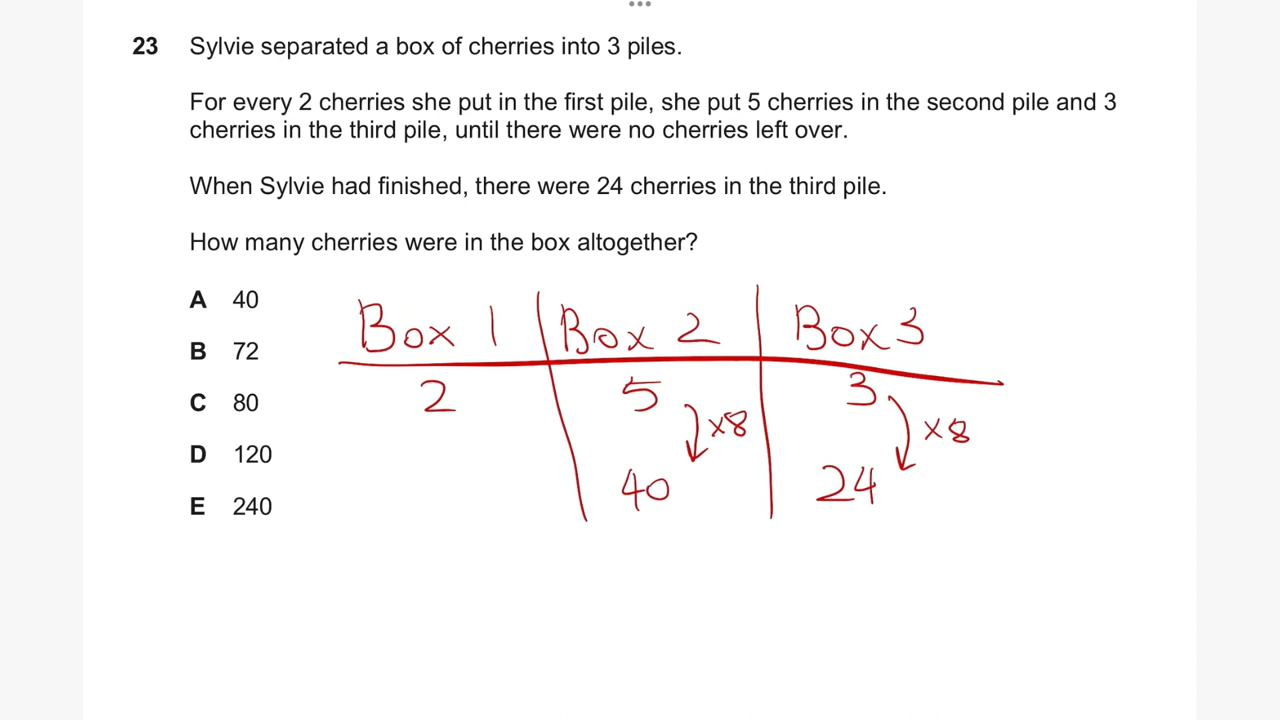 23 Sylvie separated a box of cherries into 3 piles.
For every 2 cherries she put in the first pile, she put 5 cherries in the second pile and 3
cherries in the third pile, until there were no cherries left over.
When Sylvie had finished, there were 24 cherries in the third pile.
How many cherries were in the box altogether?
A 40
B 72
C 80
D 120
E 240
Box 1 Box 2 Box 3
2 5 3
×8 ×8
40 24